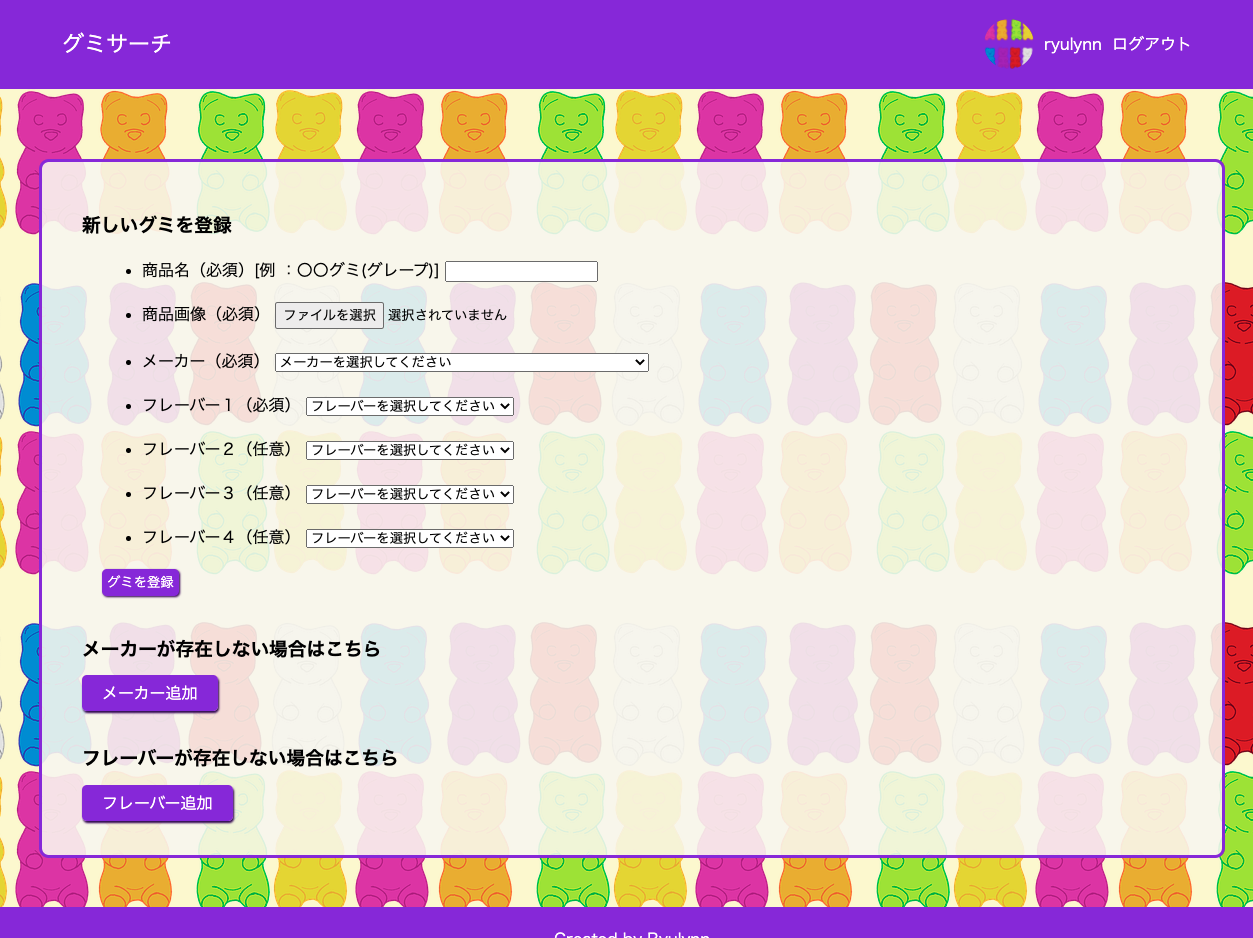 グミサーチ
ryulynn ログアウト
新しいグミを登録
商品名（必須）[例 ：〇〇グミ(グレープ)]
商品画像（必須） ファイルを選択 選択されていません
メーカー（必須） メーカーを選択してください
フレーバー１（必須） フレーバーを選択してください
フレーバー２（任意） フレーバーを選択してください
フレーバー３（任意） フレーバーを選択してください
フレーバー４（任意） フレーバーを選択してください
グミを登録
メーカーが存在しない場合はこちら
メーカー追加
フレーバーが存在しない場合はこちら
フレーバー追加
Created by Ryulynn